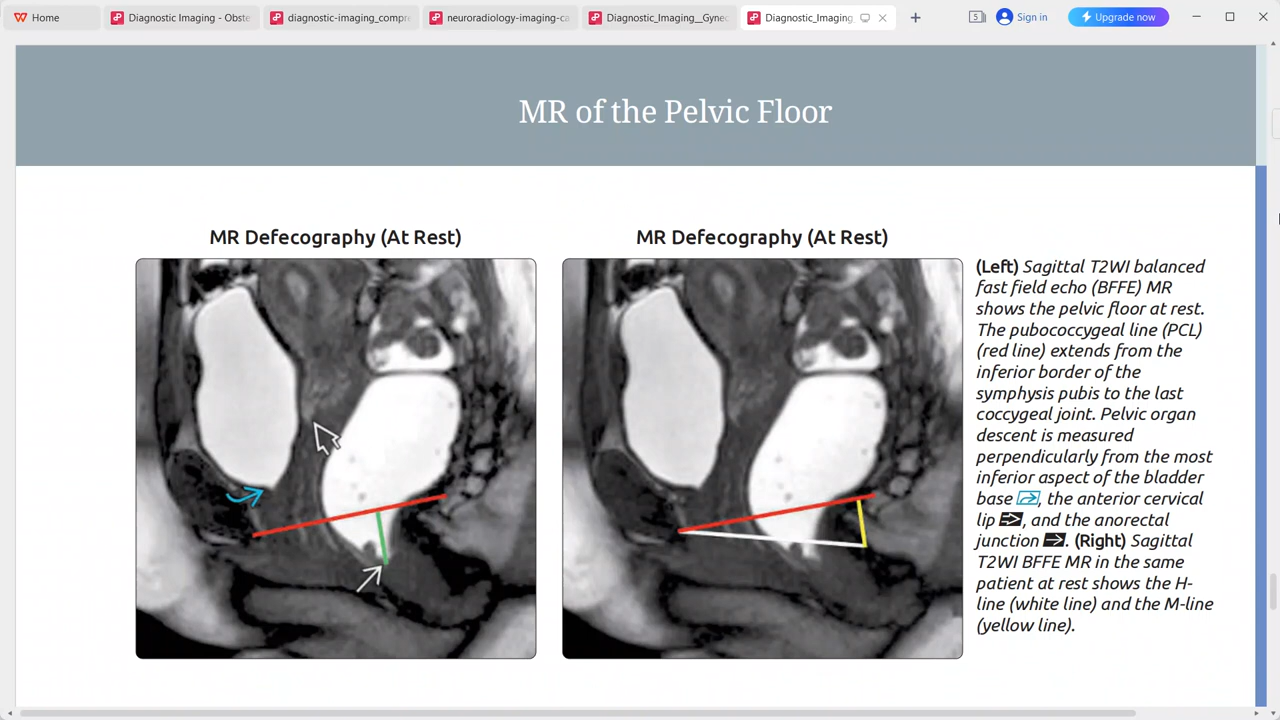 Home
Diagnostic Imaging - Obste
diagnostic-imaging_compre
neuroradiology-imaging-ca
Diagnostic_Imaging__Gynec
Diagnostic_Imaging_
5
Sign in
Upgrade now
MR of the Pelvic Floor
MR Defecography (At Rest)
MR Defecography (At Rest)
(Left) Sagittal T2WI balanced
fast field echo (BFFE) MR
shows the pelvic floor at rest.
The pubococcygeal line (PCL)
(red line) extends from the
inferior border of the
symphysis pubis to the last
coccygeal joint. Pelvic organ
descent is measured
perpendicularly from the most
inferior aspect of the bladder
base, the anterior cervical
lip, and the anorectal
junction. (Right) Sagittal
T2WI BFFE MR in the same
patient at rest shows the H-
line (white line) and the M-line
(yellow line).